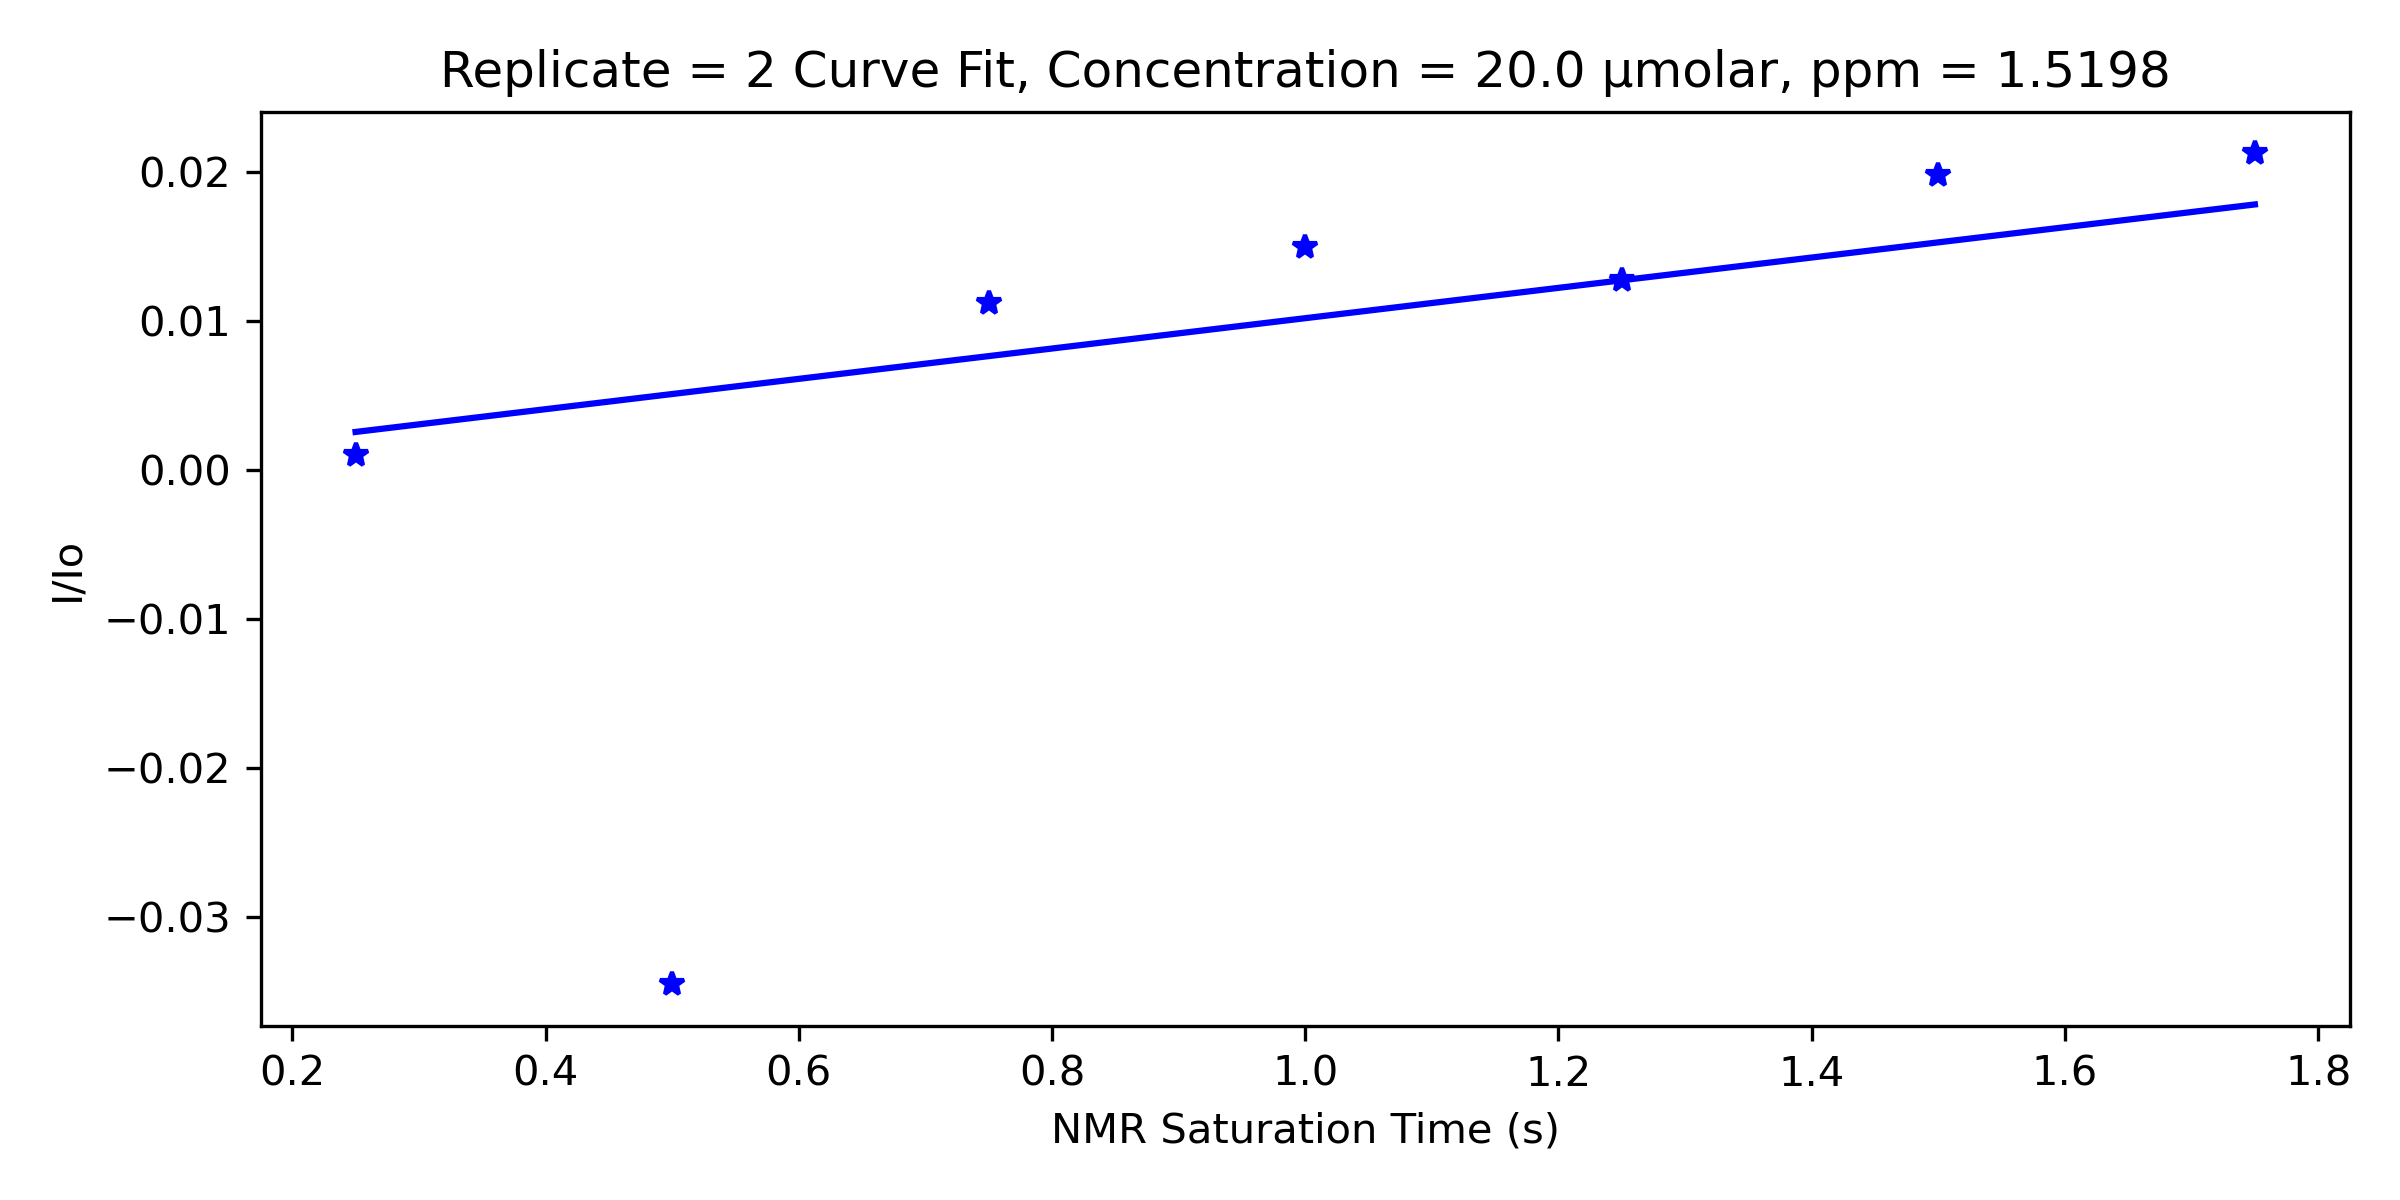 Replicate = 2 Curve Fit, Concentration = 20.0 µmolar, ppm = 1.5198
0.02
0.01
0.00
−0.01
−0.02
−0.03
I/Io
0.2 0.4 0.6 0.8 1.0 1.2 1.4 1.6 1.8
NMR Saturation Time (s)